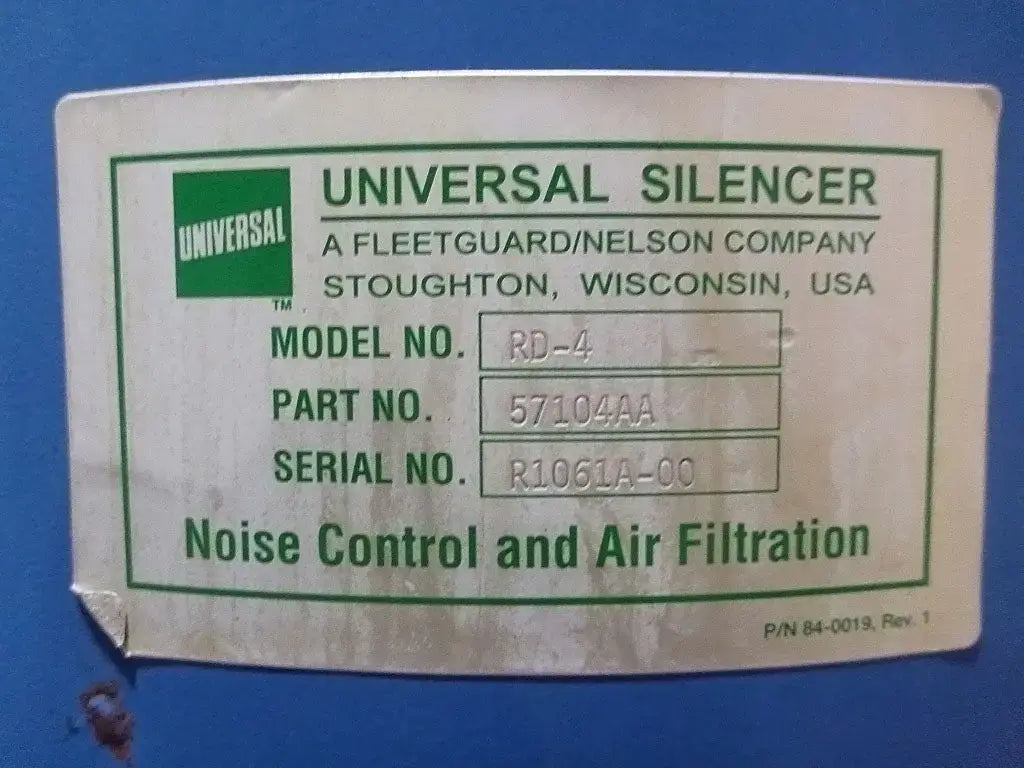 UNIVERSAL
UNIVERSAL SILENCER
A FLEETGUARD/NELSON COMPANY
STOUGHTON, WISCONSIN, USA
TM
MODEL NO. RD-4
PART NO. 57104AA
SERIAL NO. R1061A-00
Noise Control and Air Filtration
P/N 84-0019, Rev. 1